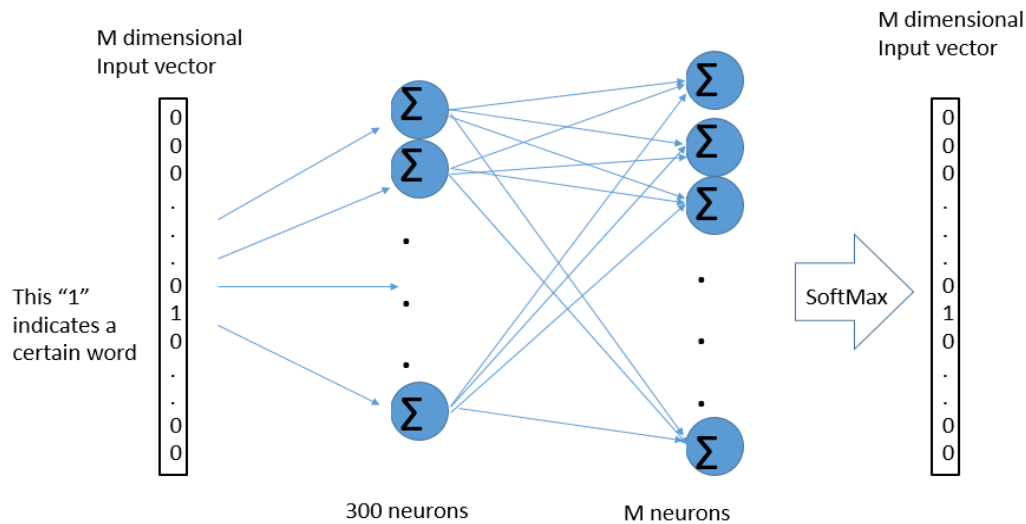 M dimensional
Input vector
M dimensional
Input vector
0
0
0
.
.
.
0
1
0
.
.
0
0
This “1”
indicates a
certain word
Σ
Σ
.
.
.
Σ
300 neurons
Σ
Σ
Σ
.
.
.
Σ
M neurons
SoftMax
0
0
0
.
.
.
0
1
0
.
.
0
0